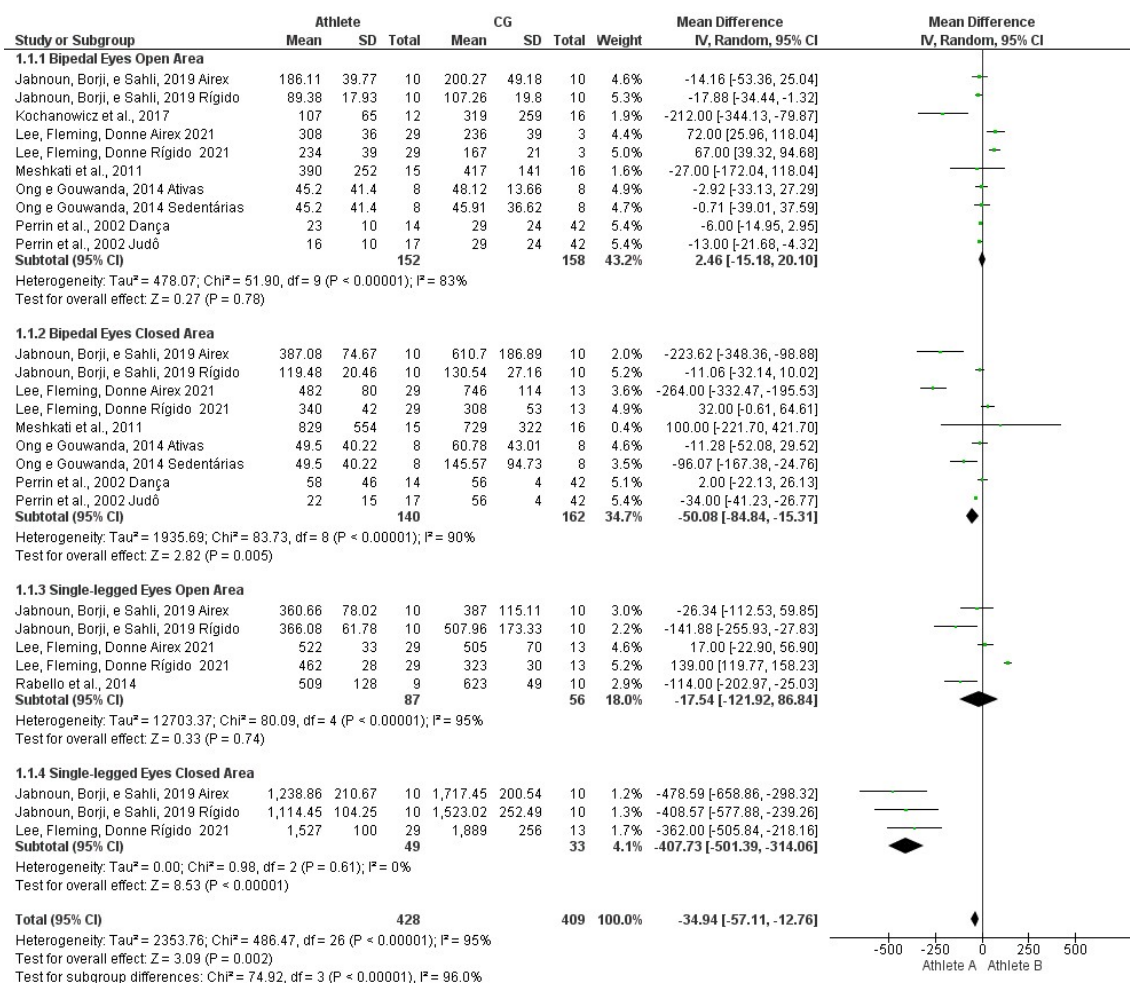 Athlete CG Mean Difference Mean Difference
Study or Subgroup Mean SD Total Mean SD Total Weight IV, Random, 95% CI IV, Random, 95% CI
1.1.1 Bipedal Eyes Open Area
Jabnoun, Borji, e Sahli, 2019 Airex 186.11 39.77 10 200.27 49.18 10 4.6% -14.16 [-53.36, 25.04]
Jabnoun, Borji, e Sahli, 2019 Rígido 89.38 17.93 10 107.26 19.8 10 5.3% -17.88 [-34.44, -1.32]
Kochanowicz et al., 2017 107 65 12 319 259 16 1.9% -212.00 [-344.13, -79.87]
Lee, Fleming, Donne Airex 2021 308 36 29 236 39 3 4.4% 72.00 [25.96, 118.04]
Lee, Fleming, Donne Rígido 2021 234 39 29 167 21 3 5.0% 67.00 [39.32, 94.68]
Meshkati et al., 2011 390 252 15 417 141 16 1.7% -27.00 [-172.04, 118.04]
Ong e Gouwanda, 2014 Ativas 45.2 41.4 8 48.12 13.66 8 4.9% -2.92 [-33.13, 27.29]
Ong e Gouwanda, 2014 Sedentárias 45.2 41.4 8 45.91 36.62 8 4.7% -0.71 [-39.01, 37.59]
Perrin et al., 2002 Dança 23 10 14 29 24 42 5.4% -6.00 [-14.95, 2.95]
Perrin et al., 2002 Judô 16 10 17 29 24 42 5.4% -13.00 [-21.68, -4.32]
Subtotal (95% CI) 152 158 43.2% 2.46 [-15.18, 20.10]
Heterogeneity: Tau² = 478.07; Chi² = 51.90, df = 9 (P < 0.00001); I² = 83%
Test for overall effect: Z = 0.27 (P = 0.78)
1.1.2 Bipedal Eyes Closed Area
Jabnoun, Borji, e Sahli, 2019 Airex 387.08 74.67 10 610.7 186.89 10 2.0% -223.62 [-348.36, -98.88]
Jabnoun, Borji, e Sahli, 2019 Rígido 119.48 20.46 10 130.54 27.16 10 5.2% -11.06 [-32.14, 10.02]
Lee, Fleming, Donne Airex 2021 482 80 29 746 114 13 3.6% -264.00 [-332.47, -195.53]
Lee, Fleming, Donne Rígido 2021 340 42 29 308 53 13 4.9% 32.00 [-0.61, 64.61]
Meshkati et al., 2011 829 554 15 729 322 16 0.4% 100.00 [-221.70, 421.70]
Ong e Gouwanda, 2014 Ativas 49.5 40.22 8 60.78 43.01 8 4.6% -11.28 [-52.08, 29.52]
Ong e Gouwanda, 2014 Sedentárias 49.5 40.22 8 145.57 94.73 8 3.5% -96.07 [-167.38, -24.76]
Perrin et al., 2002 Dança 58 46 14 56 4 42 5.1% 2.00 [-22.13, 26.13]
Perrin et al., 2002 Judô 22 15 17 56 4 42 5.4% -34.00 [-41.23, -26.77]
Subtotal (95% CI) 140 162 34.7% -50.08 [-84.84, -15.31]
Heterogeneity: Tau² = 1935.69; Chi² = 83.73, df = 8 (P < 0.00001); I² = 90%
Test for overall effect: Z = 2.82 (P = 0.005)
1.1.3 Single-legged Eyes Open Area
Jabnoun, Borji, e Sahli, 2019 Airex 360.66 78.02 10 387 115.11 10 3.0% -26.34 [-112.53, 59.85]
Jabnoun, Borji, e Sahli, 2019 Rígido 366.08 61.78 10 507.96 173.33 10 2.2% -141.88 [-255.93, -27.83]
Lee, Fleming, Donne Airex 2021 522 33 29 505 70 13 4.6% 17.00 [-22.90, 56.90]
Lee, Fleming, Donne Rígido 2021 462 28 29 323 30 13 5.2% 139.00 [119.77, 158.23]
Rabello et al., 2014 509 128 9 623 49 10 2.9% -114.00 [-202.97, -25.03]
Subtotal (95% CI) 87 56 18.0% -17.54 [-121.92, 86.84]
Heterogeneity: Tau² = 12703.37; Chi² = 80.09, df = 4 (P < 0.00001); I² = 95%
Test for overall effect: Z = 0.33 (P = 0.74)
1.1.4 Single-legged Eyes Closed Area
Jabnoun, Borji, e Sahli, 2019 Airex 1,238.86 210.67 10 1,717.45 200.54 10 1.2% -478.59 [-658.86, -298.32]
Jabnoun, Borji, e Sahli, 2019 Rígido 1,114.45 104.25 10 1,523.02 252.49 10 1.3% -408.57 [-577.88, -239.26]
Lee, Fleming, Donne Rígido 2021 1,527 100 29 1,889 256 13 1.7% -362.00 [-505.84, -218.16]
Subtotal (95% CI) 49 33 4.1% -407.73 [-501.39, -314.06]
Heterogeneity: Tau² = 0.00; Chi² = 0.98, df = 2 (P = 0.61); I² = 0%
Test for overall effect: Z = 8.53 (P < 0.00001)
Total (95% CI) 428 409 100.0% -34.94 [-57.11, -12.76]
Heterogeneity: Tau² = 2353.76; Chi² = 486.47, df = 26 (P < 0.00001); I² = 95%
Test for overall effect: Z = 3.09 (P = 0.002)
Test for subgroup differences: Chi² = 74.92, df = 3 (P < 0.00001), I² = 96.0%
-500 -250 0 250 500
Athlete A Athlete B